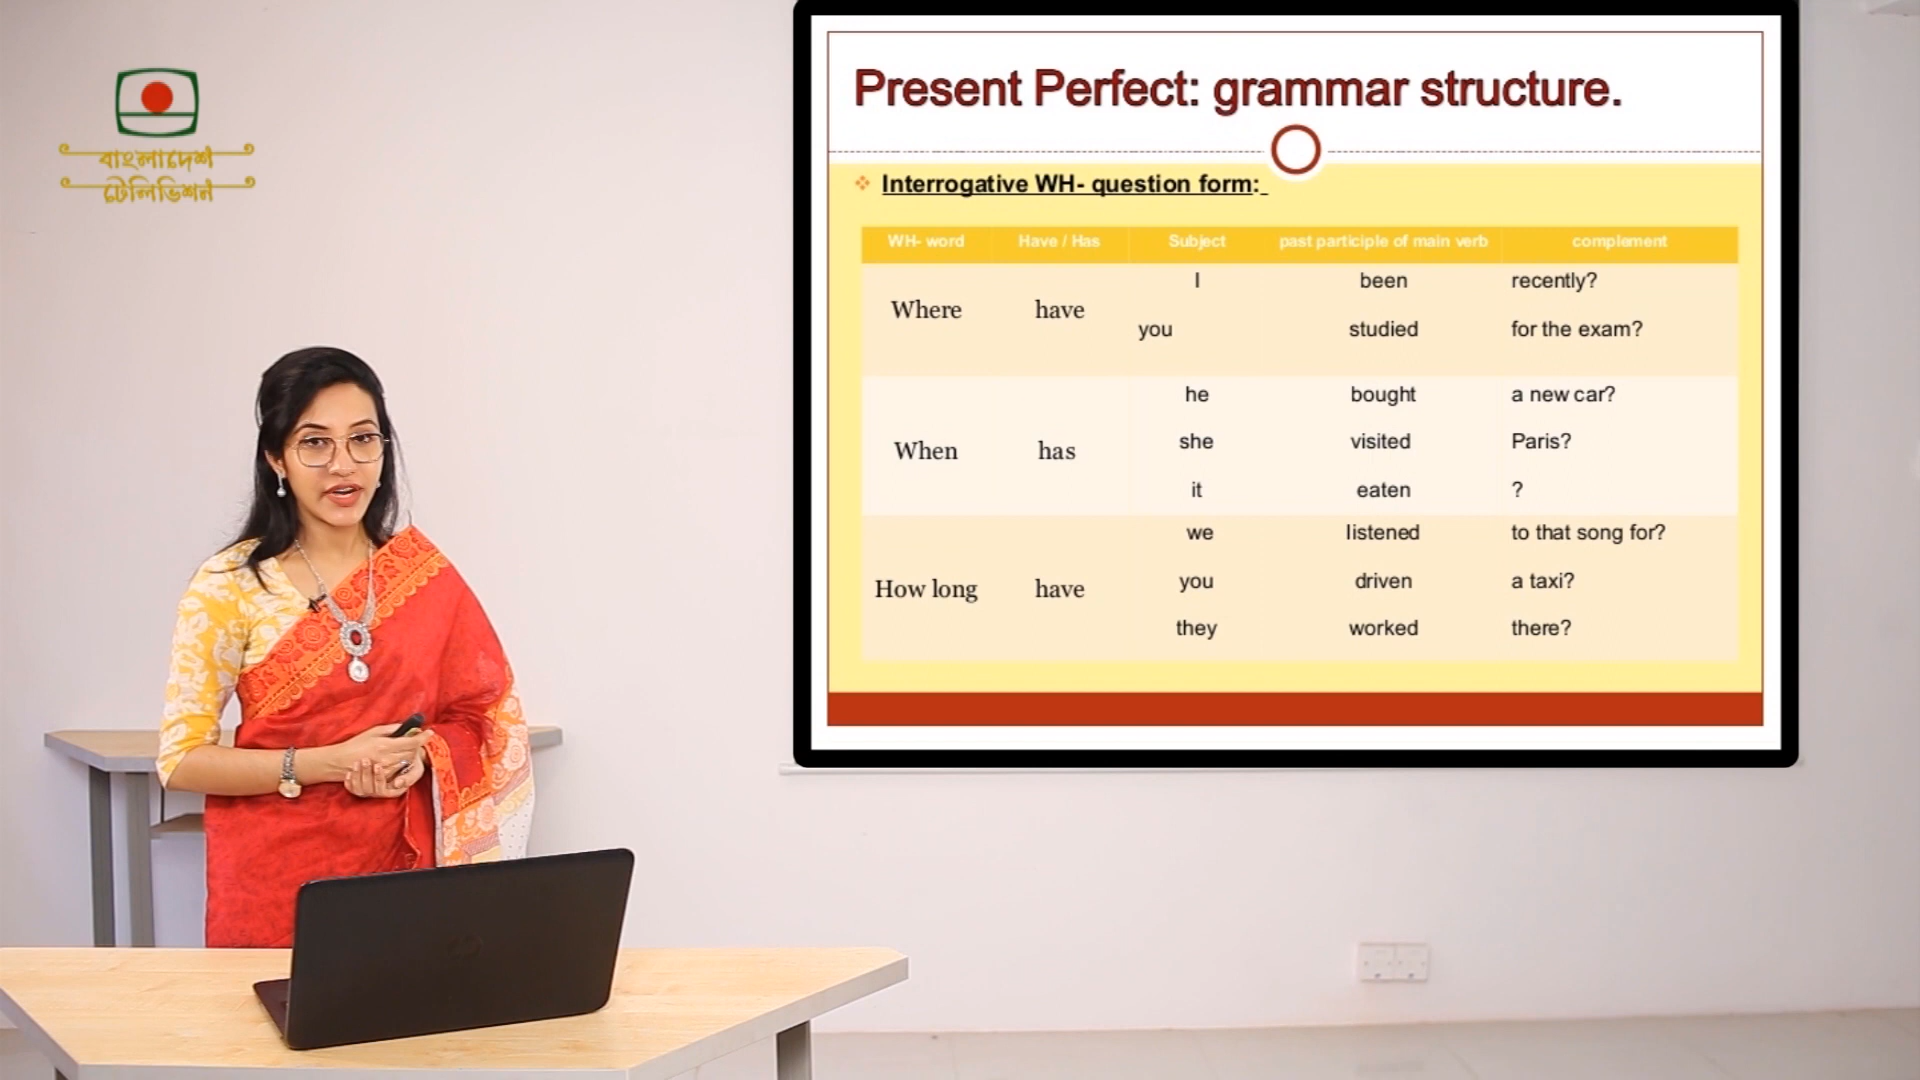 বাংলাদেশ
টেলিভিশন
Present Perfect: grammar structure.
Interrogative WH- question form:
WH- word Have / Has Subject past participle of main verb complement
I been recently?
Where have
you studied for the exam?
he bought a new car?
she visited Paris?
When has
it eaten ?
we listened to that song for?
you driven a taxi?
How long have
they worked there?